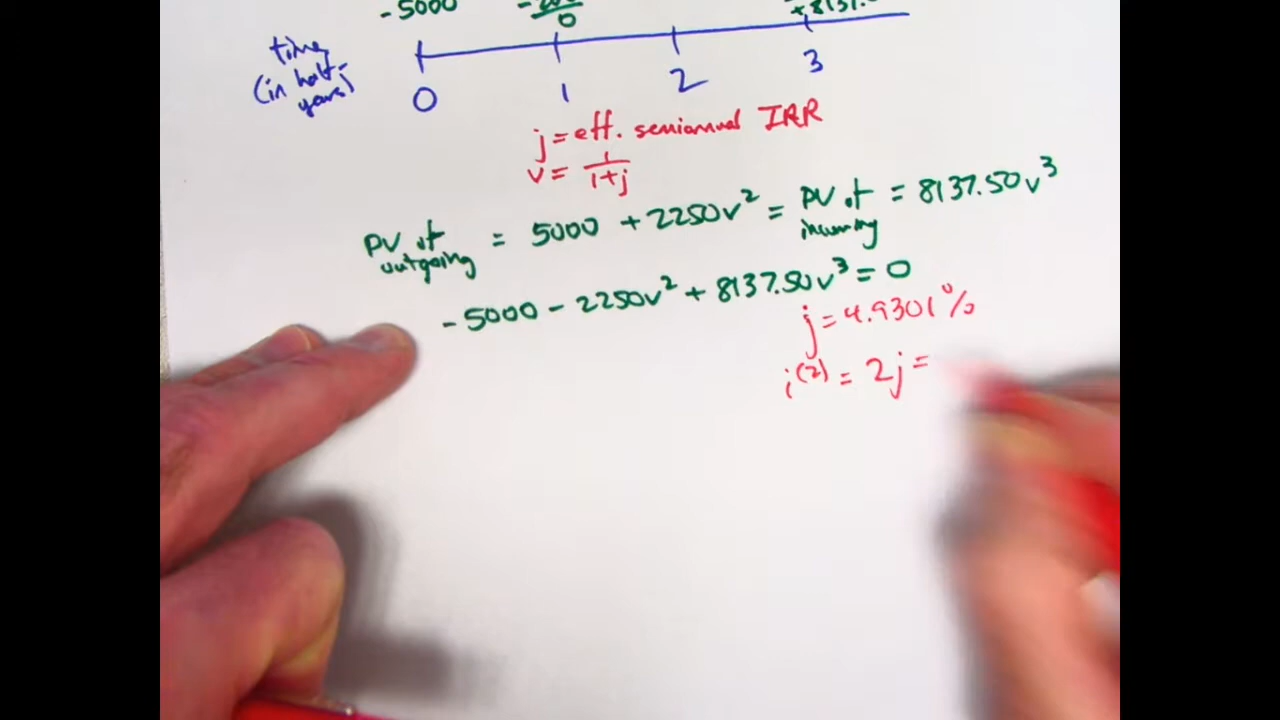 -5000
0
+8137.
time
(in half-
years)
0 1 2 3
j = eff. semiannual IRR
v = 1/(1+j)
PV of outgoing = 5000 + 2250v² = PV of incoming = 8137.50v³
-5000 - 2250v² + 8137.50v³ = 0
j = 4.9301%
i⁽²⁾ = 2j =